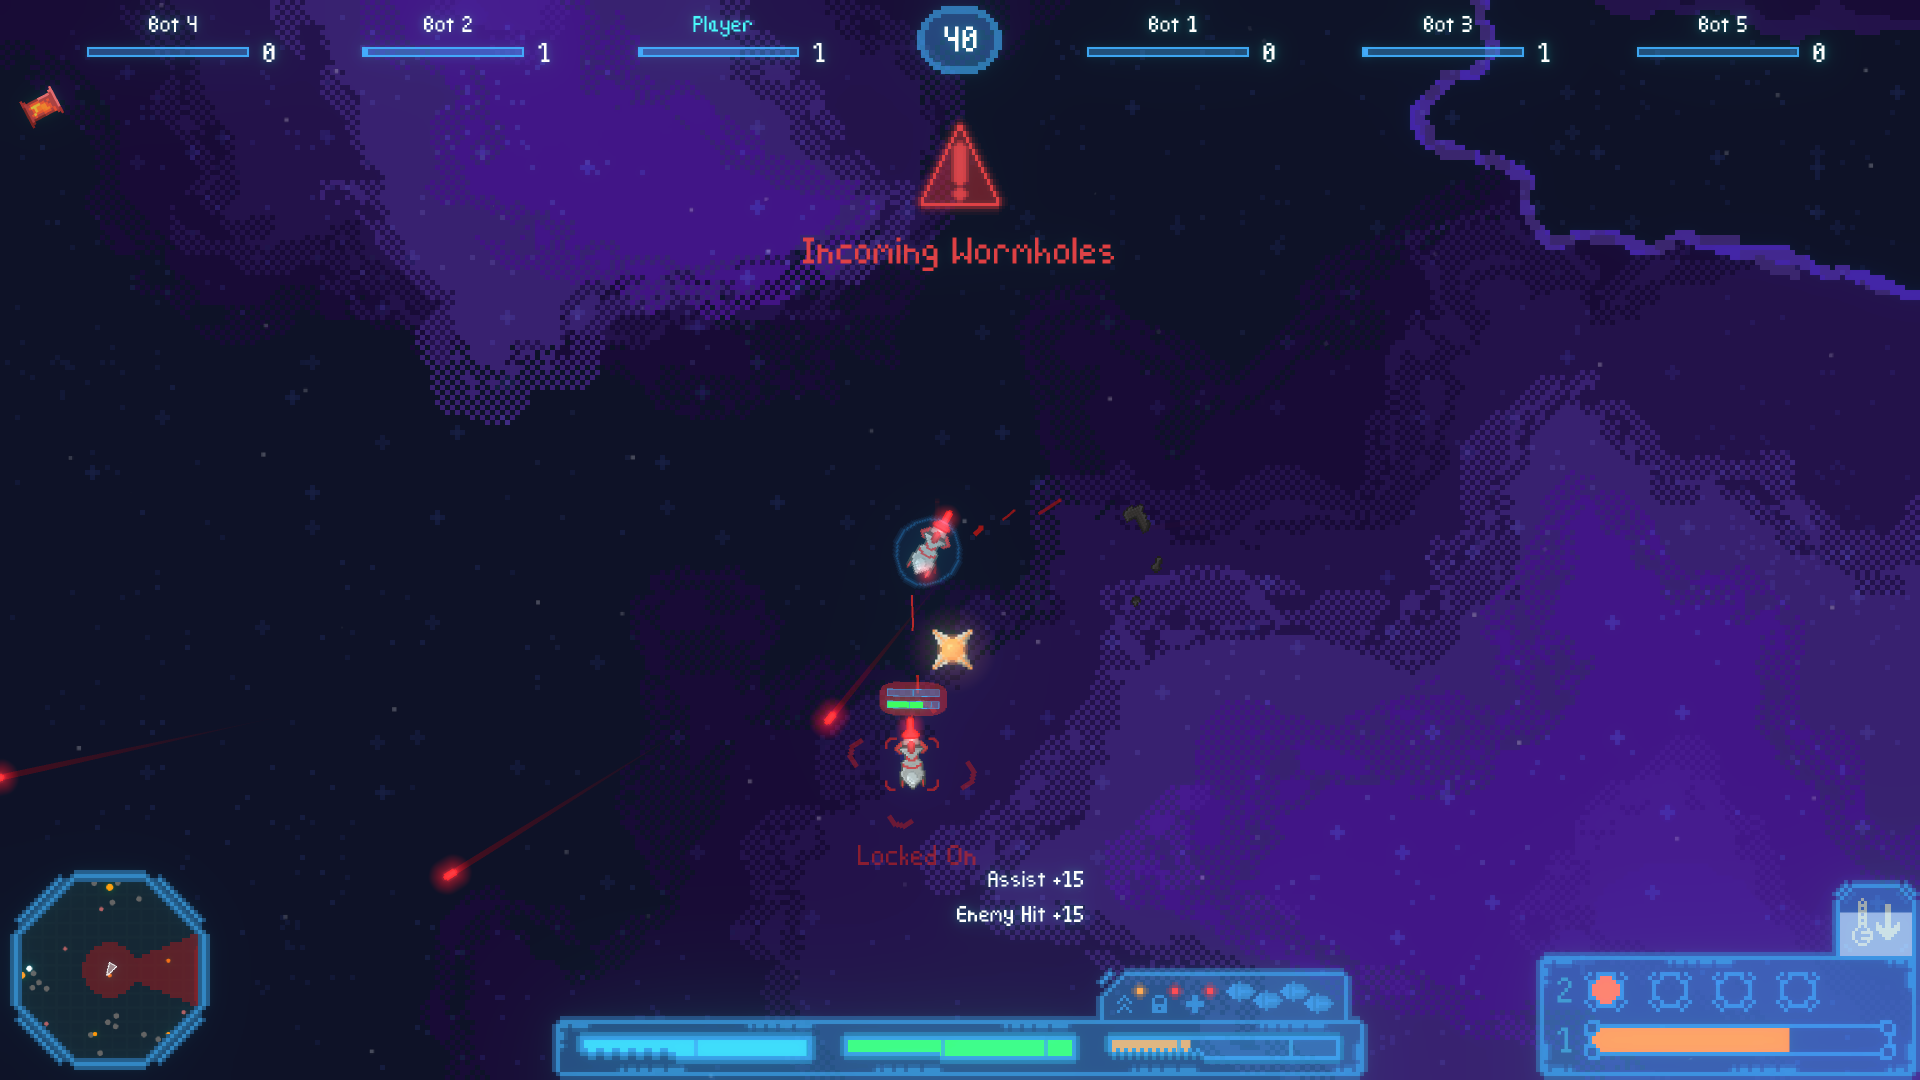 Bot 4
0
Bot 2
1
Player
1
40
Bot 1
0
Bot 3
1
Bot 5
0
Incoming Wormholes
Locked On
Assist +15
Enemy Hit +15
2
1